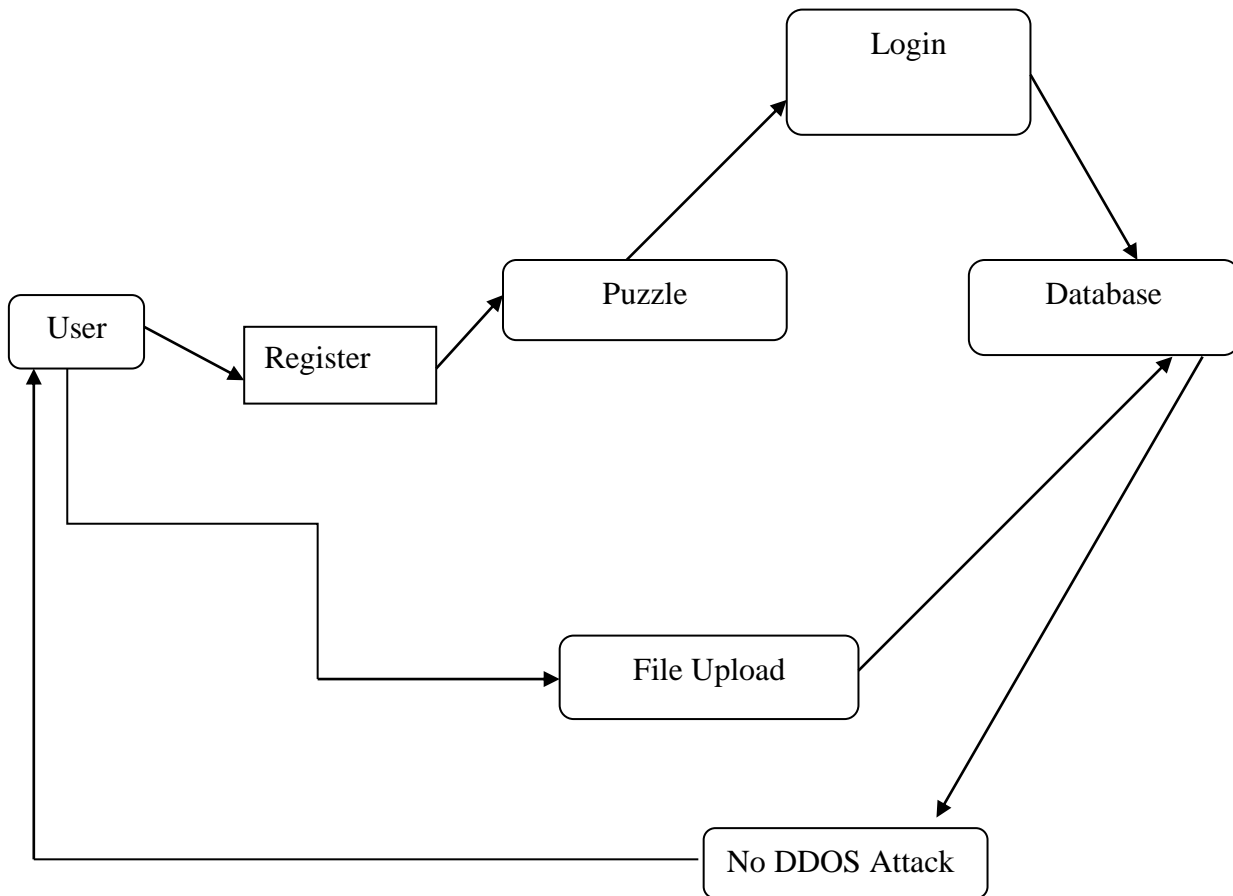 Login
Puzzle
Database
User
Register
File Upload
No DDOS Attack